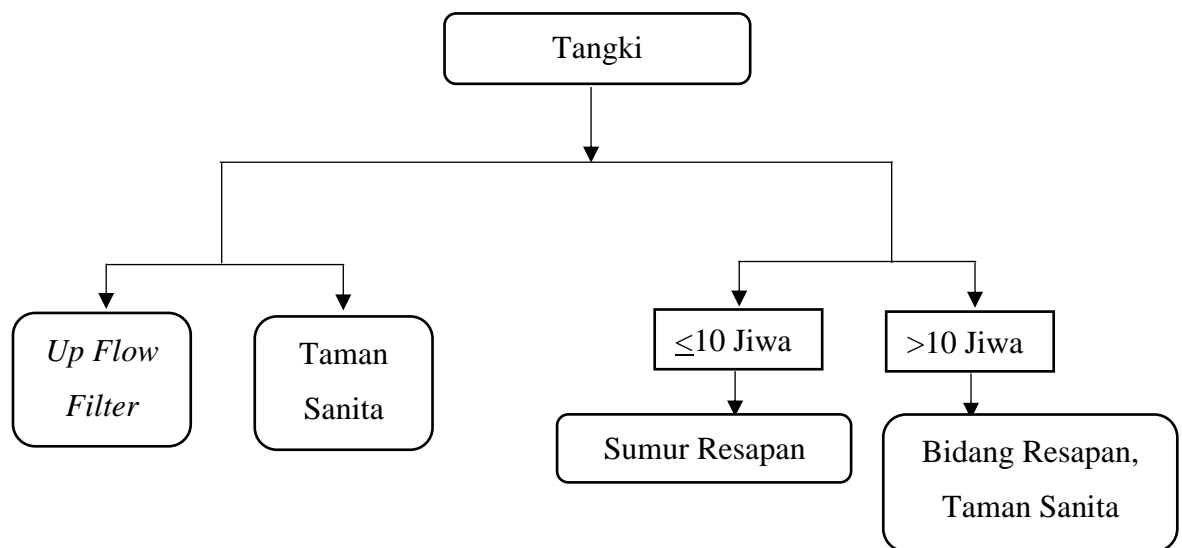 Tangki
Up Flow
Filter
Taman
Sanita
≤10 Jiwa
>10 Jiwa
Sumur Resapan
Bidang Resapan,
Taman Sanita